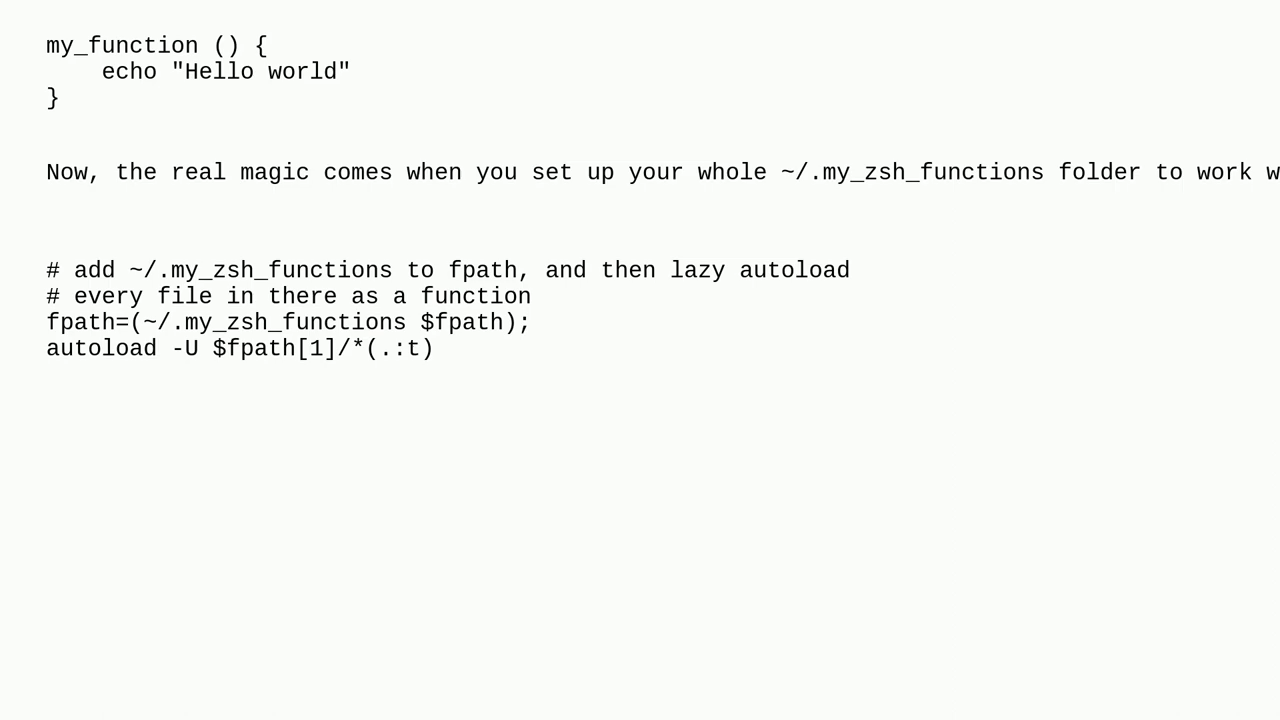 my_function () {
    echo "Hello world"
}
Now, the real magic comes when you set up your whole ~/.my_zsh_functions folder to work w
# add ~/.my_zsh_functions to fpath, and then lazy autoload
# every file in there as a function
fpath=(~/.my_zsh_functions $fpath);
autoload -U $fpath[1]/*(.:t)